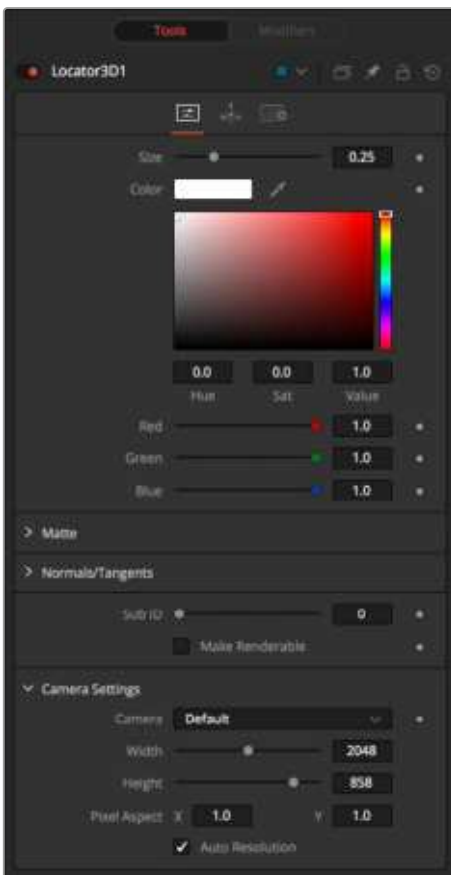 Tools Modifiers
Locator3D1
Size 0.25
Color
0.0 0.0 1.0
Hue Sat Value
Red 1.0
Green 1.0
Blue 1.0
> Matte
> Normals/Tangents
Sub ID 0
Make Renderable
Camera Settings
Camera Default
Width 2048
Height 858
Pixel Aspect X 1.0 Y 1.0
Auto Resolution